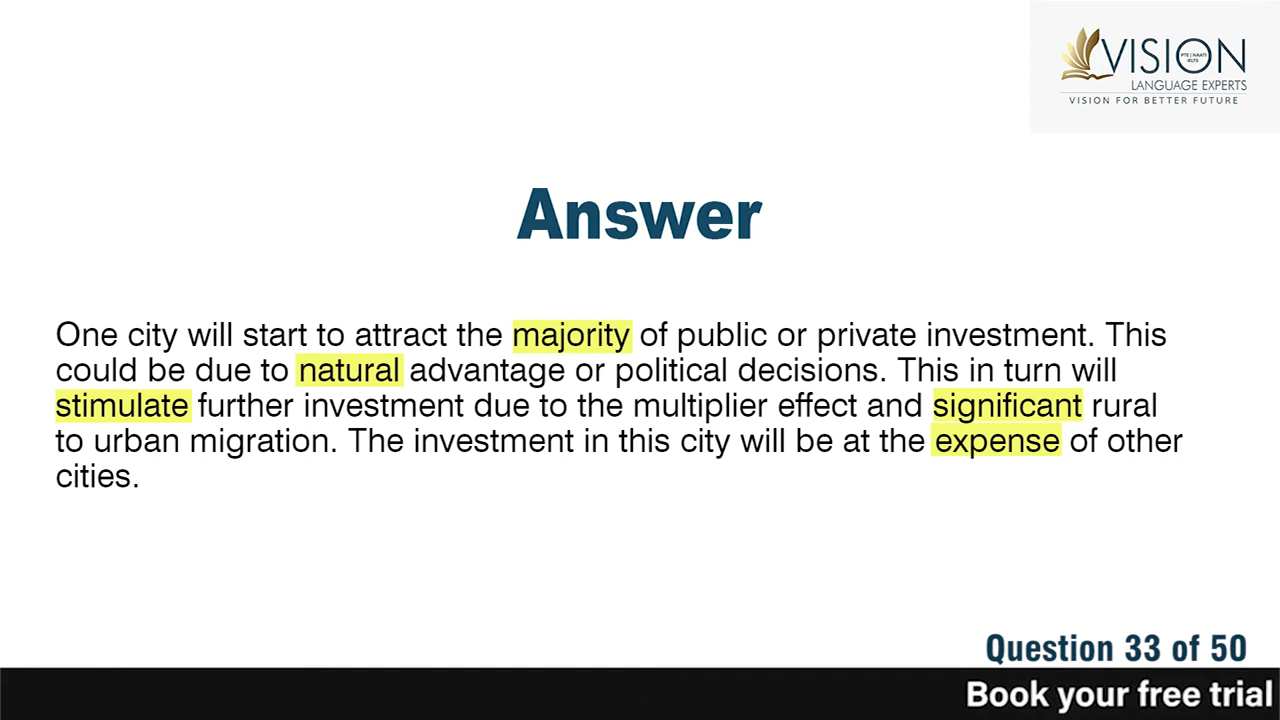 VISION
PTE | NAATI
IELTS
LANGUAGE EXPERTS
VISION FOR BETTER FUTURE
Answer
One city will start to attract the majority of public or private investment. This
could be due to natural advantage or political decisions. This in turn will
stimulate further investment due to the multiplier effect and significant rural
to urban migration. The investment in this city will be at the expense of other
cities.
Question 33 of 50
Book your free trial